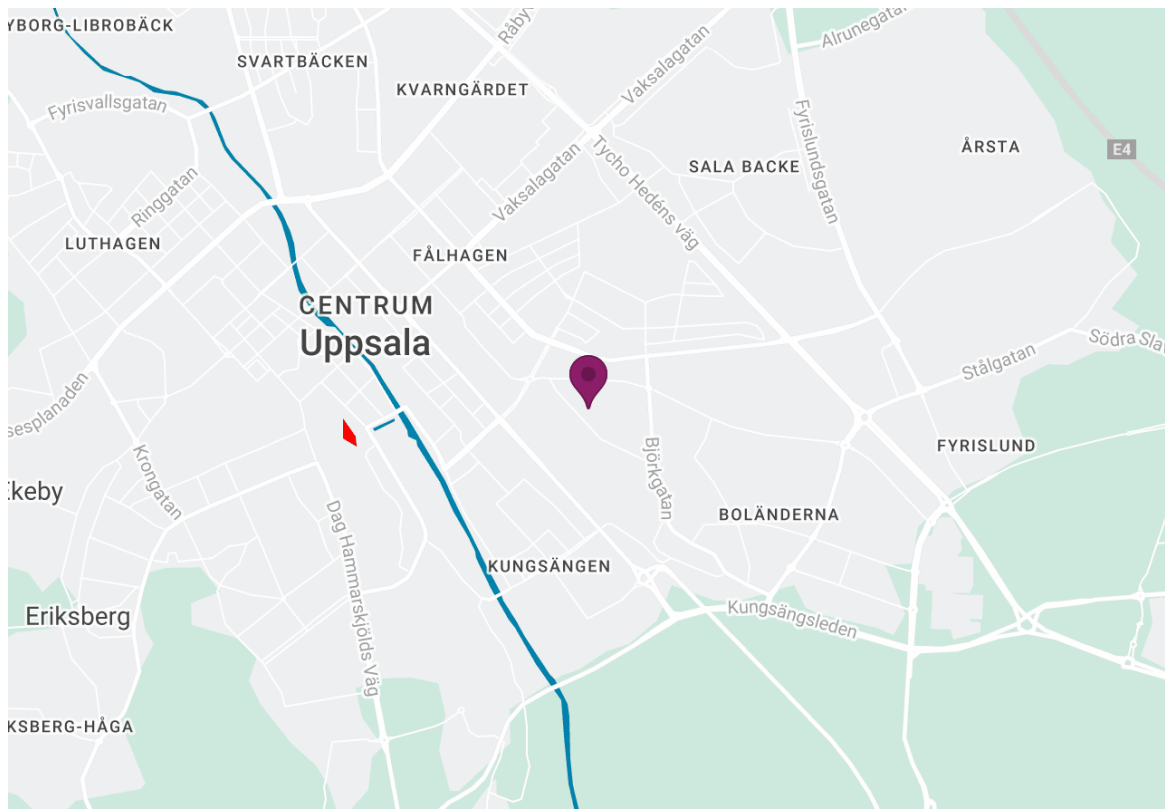 YBORG-LIBROBÄCK
SVARTBÄCKEN
Råby
Alrunegatan
Vaksalagatan
KVARNGÄRDET
Fyrisvallsgatan
Fyrislundsgatan
ÅRSTA
E4
Tycho Hedéns väg
SALA BACKE
Vaksalagatan
Ringgatan
LUTHAGEN
FÅLHAGEN
CENTRUM
Uppsala
Södra Sla
Stålgatan
sesplanaden
Krongatan
Björkgatan
FYRISLUND
Ekeby
BOLÄNDERNA
Dag Hammarskjölds Väg
KUNGSÄNGEN
Eriksberg
Kungsängsleden
KSBERG-HÅGA